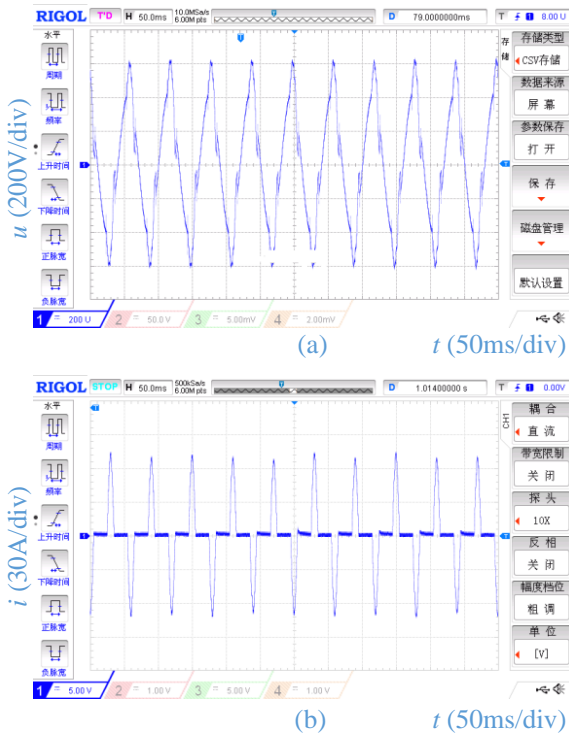 RIGOL T'D H 50.0ms 10.0MSa/s 6.00M pts D 79.0000000ms T 1 8.00 U
水平
周期
频率
上升时间
下降时间
正脉宽
负脉宽
u (200V/div)
存储
存储类型
CSV存储
数据来源
屏 幕
参数保存
打 开
保 存
磁盘管理
默认设置
1 = 200 U 2 = 50.0 V 3 = 5.00mV 4 = 2.00mV
(a) t (50ms/div)
RIGOL STOP H 50.0ms 500kSa/s 6.00M pts D 1.01400000 s T 1 0.00V
水平
周期
频率
上升时间
下降时间
正脉宽
负脉宽
i (30A/div)
CH1
耦 合
直 流
带宽限制
关 闭
探 头
10X
反 相
关 闭
幅度档位
粗 调
单 位
[V]
1 = 5.00 V 2 = 1.00 V 3 = 5.00 V 4 = 1.00 V
(b) t (50ms/div)